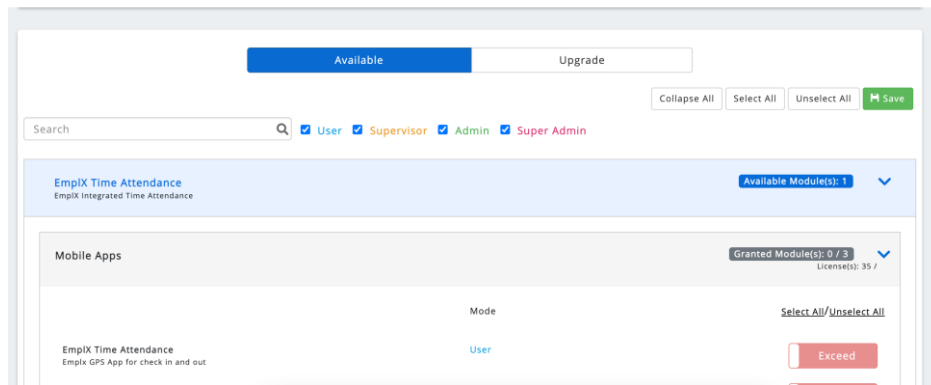 Available
Upgrade
Collapse All
Select All
Unselect All
Save
Search
User
Supervisor
Admin
Super Admin
EmplX Time Attendance
EmplX Integrated Time Attendance
Available Module(s): 1
Mobile Apps
Granted Module(s): 0 / 3
License(s): 35 /
Mode
Select All/Unselect All
EmplX Time Attendance
Emplx GPS App for check in and out
User
Exceed